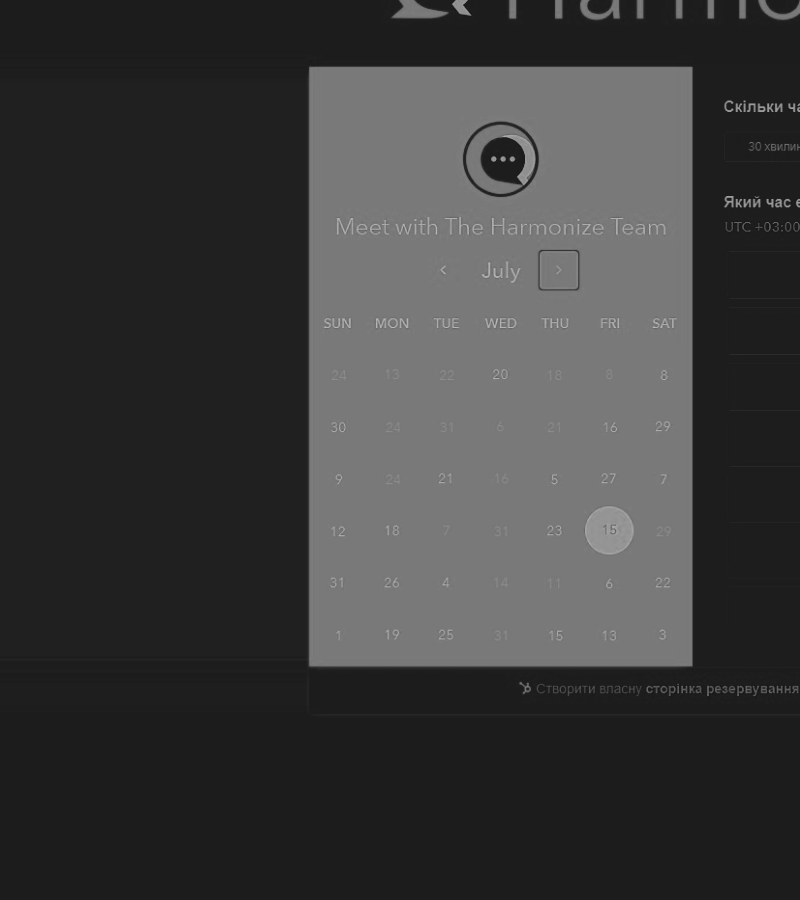 Harmo
Meet with The Harmonize Team
July
SUN MON TUE WED THU FRI SAT
24 13 22 20 18 8 8
30 24 31 6 21 16 29
9 24 21 16 5 27 7
12 18 7 31 23 15 29
31 26 4 14 11 6 22
1 19 25 31 15 13 3
Скільки ча
30 хвилин
Який час є
UTC +03:00
Створити власну сторінка резервування